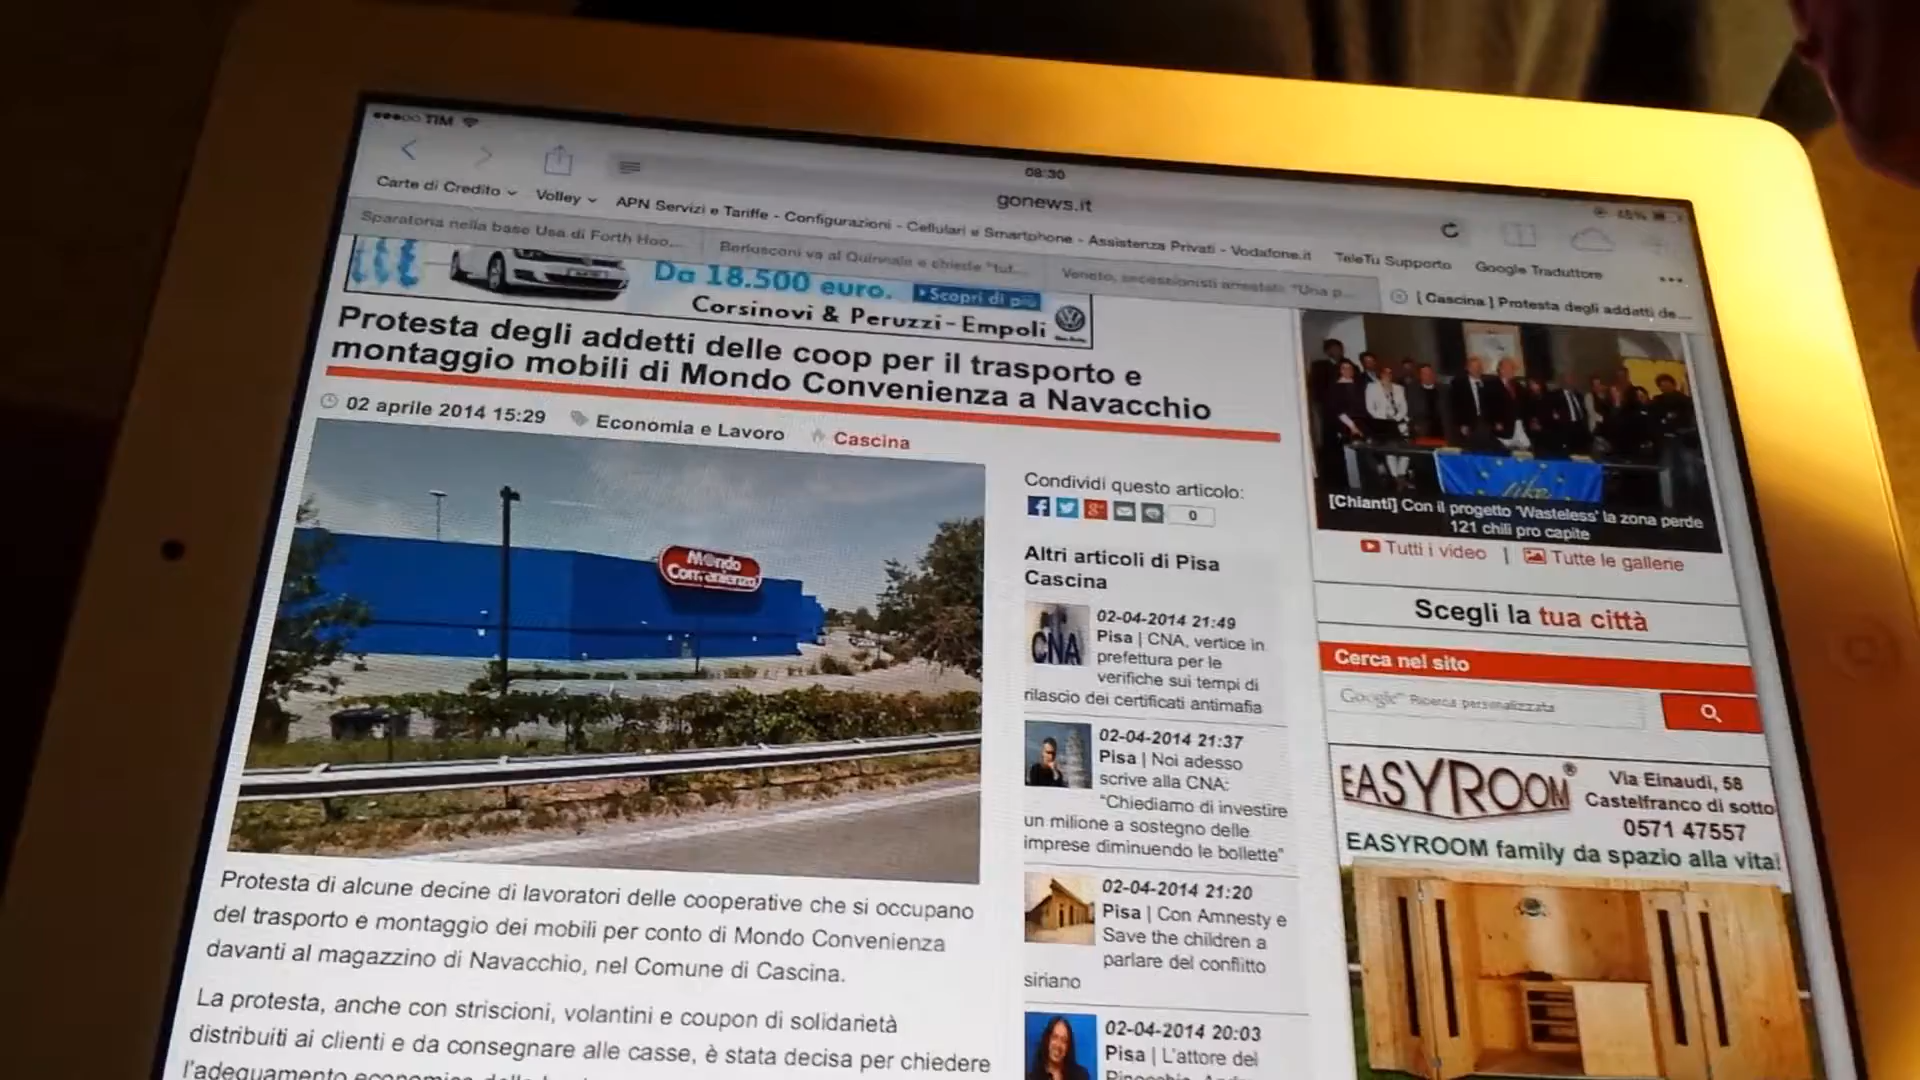 TIM
08:30
gonews.it
Carte di Credito
Volley
APN Servizi e Tariffe - Configurazioni - Cellulari e Smartphone - Assistenza Privati - Vodafone.it
TeleTu Supporto
Google Traduttore
Sparatoria nella base Usa di Forth Hoo...
Berlusconi va al Quirinale e chiede "tut...
Veneto, secessionisti arrestati: "Una p...
[ Cascina ] Protesta degli addetti de...
Da 18.500 euro.
Scopri di più
Corsinovi & Peruzzi - Empoli
Protesta degli addetti delle coop per il trasporto e
montaggio mobili di Mondo Convenienza a Navacchio
02 aprile 2014 15:29
Economia e Lavoro
Cascina
Mondo
Convenienza
Protesta di alcune decine di lavoratori delle cooperative che si occupano
del trasporto e montaggio dei mobili per conto di Mondo Convenienza
davanti al magazzino di Navacchio, nel Comune di Cascina.
La protesta, anche con striscioni, volantini e coupon di solidarietà
distribuiti ai clienti e da consegnare alle casse, è stata decisa per chiedere
l'adeguamento
Condividi questo articolo:
0
Altri articoli di Pisa
Cascina
CNA
02-04-2014 21:49
Pisa | CNA, vertice in
prefettura per le
verifiche sui tempi di
rilascio dei certificati antimafia
02-04-2014 21:37
Pisa | Noi adesso
scrive alla CNA:
"Chiediamo di investire
un milione a sostegno delle
imprese diminuendo le bollette"
02-04-2014 21:20
Pisa | Con Amnesty e
Save the children a
parlare del conflitto
siriano
02-04-2014 20:03
Pisa | L'attore del
[Chianti] Con il progetto 'Wasteless' la zona perde
121 chili pro capite
Tutti i video | Tutte le gallerie
Scegli la tua città
Cerca nel sito
Google™ Ricerca personalizzata
EASYROOM®
Via Einaudi, 58
Castelfranco di sotto
0571 47557
EASYROOM family da spazio alla vita!